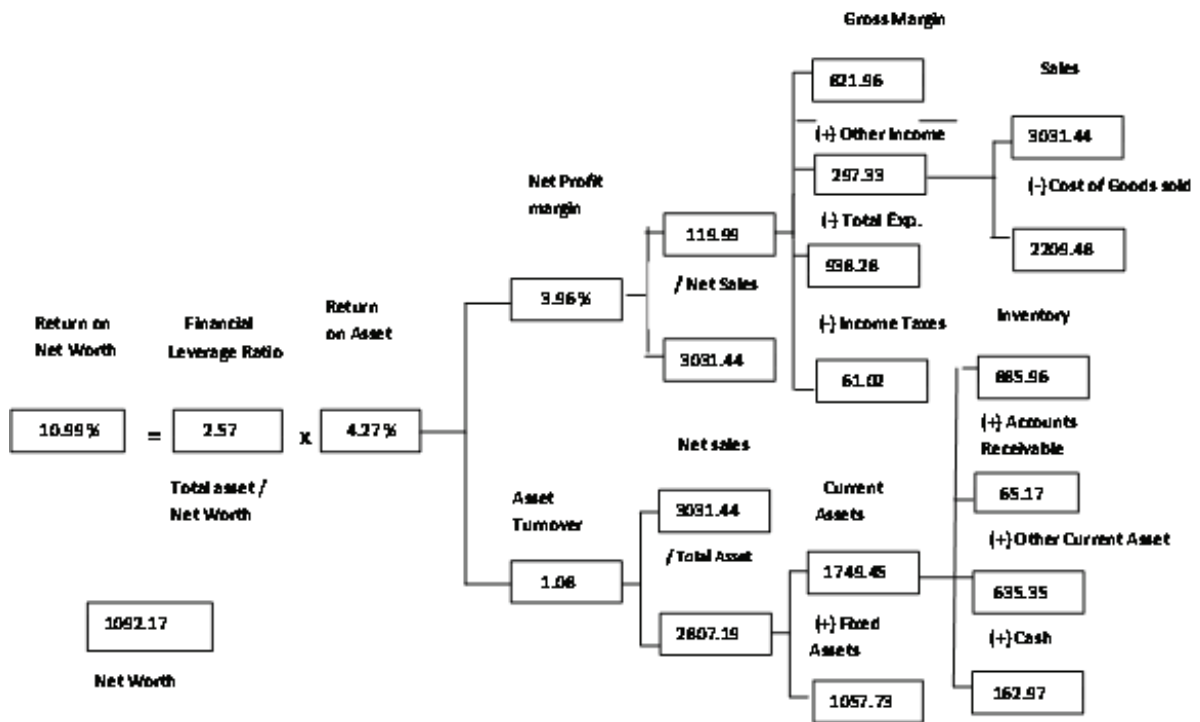 Gross Margin
821.96
Sales
(+) Other Income
3031.44
Net Profit
margin
297.33
(-) Cost of Goods sold
119.99
(-) Total Exp.
2209.48
938.28
3.96%
/ Net Sales
Return on
Net Worth
Financial
Leverage Ratio
Return
on Asset
(-) Income Taxes
Inventory
3031.44
61.02
885.96
10.99%
=
2.57
x
4.27%
(+) Accounts
Receivable
Net sales
Total asset /
Net Worth
Asset
Turnover
3031.44
Current
Assets
65.17
(+) Other Current Asset
/ Total Asset
1.08
1749.45
635.35
1092.17
2807.19
(+) Fixed
Assets
(+) Cash
Net Worth
1057.73
162.97